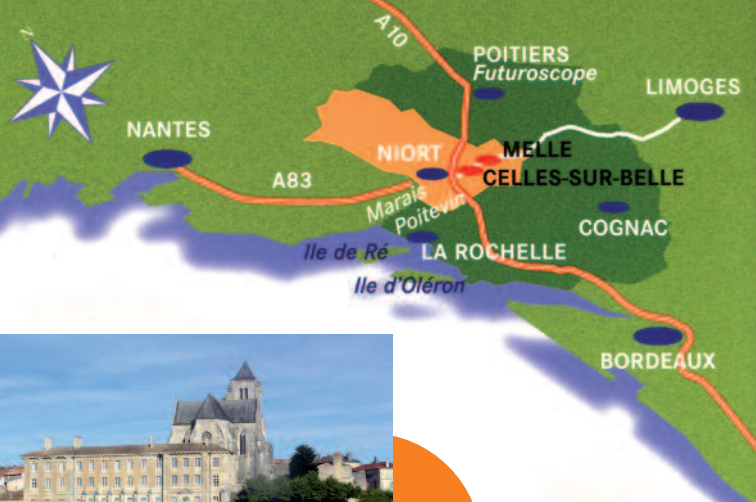 N
A10
POITIERS
Futuroscope
LIMOGES
NANTES
NIORT
MELLE
CELLES-SUR-BELLE
A83
Marais
Poitevin
COGNAC
Ile de Ré
LA ROCHELLE
Ile d'Oléron
BORDEAUX